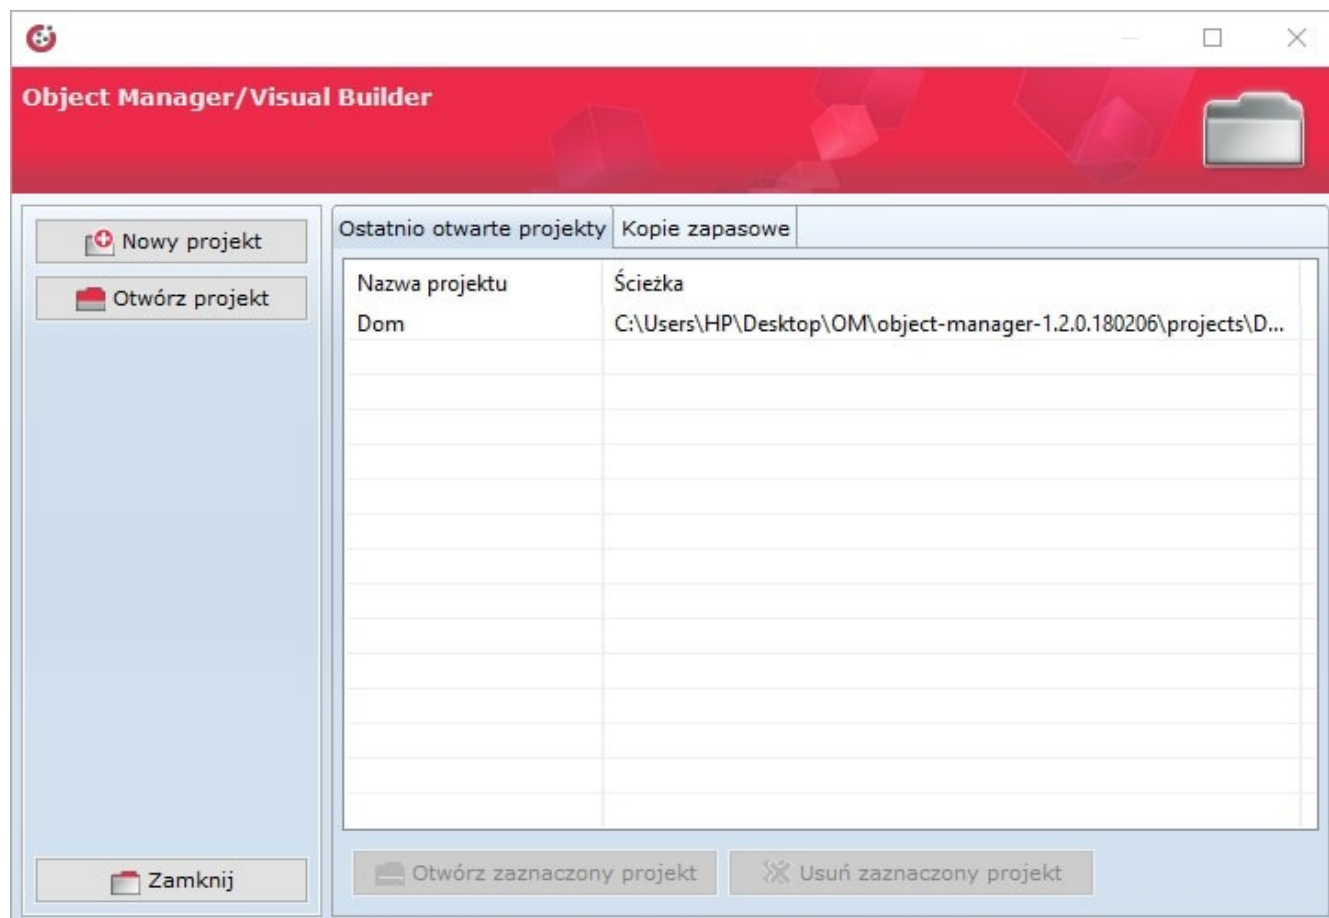 Object Manager/Visual Builder
Nowy projekt
Otwórz projekt
Ostatnio otwarte projekty
Kopie zapasowe
Nazwa projektu
Ścieżka
Dom
C:\Users\HP\Desktop\OM\object-manager-1.2.0.180206\projects\D...
Zamknij
Otwórz zaznaczony projekt
Usuń zaznaczony projekt